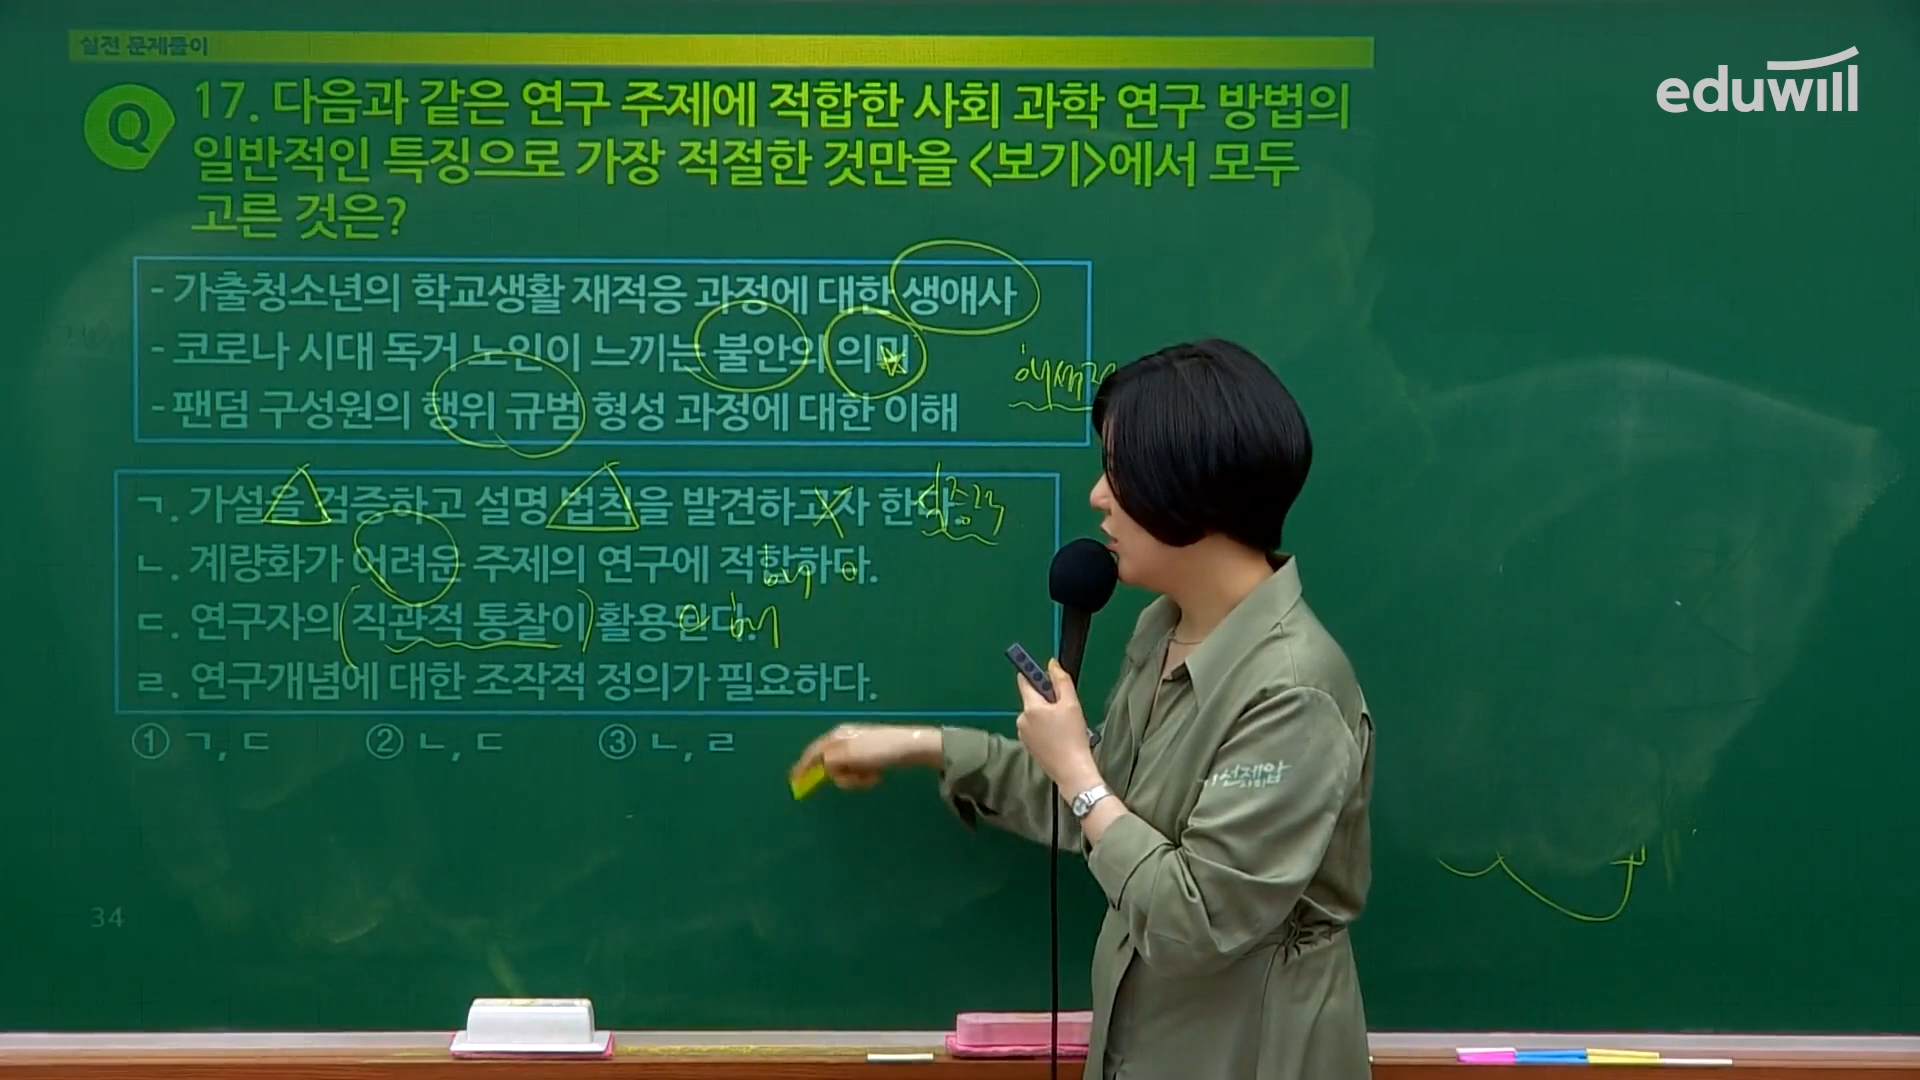 실전 문제풀이
eduwill
Q 17. 다음과 같은 연구 주제에 적합한 사회 과학 연구 방법의
일반적인 특징으로 가장 적절한 것만을 <보기>에서 모두
고른 것은?
- 가출청소년의 학교생활 재적응 과정에 대한 생애사
- 코로나 시대 독거 노인이 느끼는 불안의 의미
- 팬덤 구성원의 행위 규범 형성 과정에 대한 이해
ㄱ. 가설을 검증하고 설명 법칙을 발견하고자 한다.
ㄴ. 계량화가 어려운 주제의 연구에 적합하다.
ㄷ. 연구자의 직관적 통찰이 활용된다.
ㄹ. 연구개념에 대한 조작적 정의가 필요하다.
① ㄱ, ㄷ ② ㄴ, ㄷ ③ ㄴ, ㄹ
34